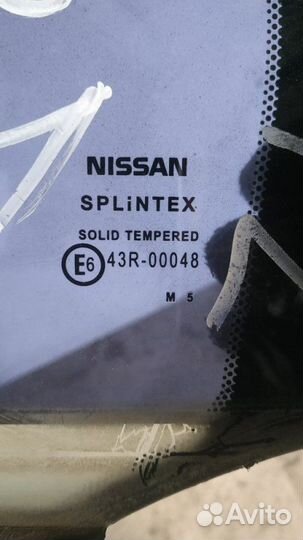 NISSAN
SPLiNTEX
SOLID TEMPERED
E6 43R-00048
M 5
Avito